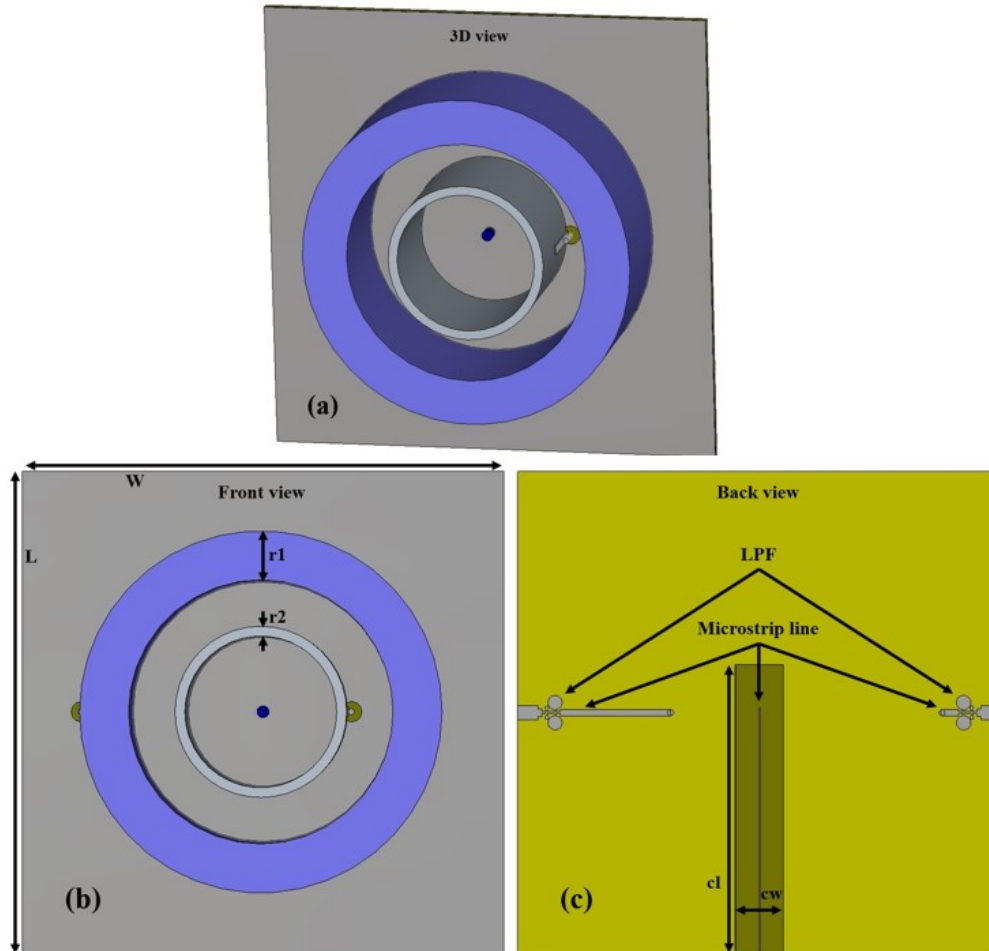 3D view
(a)
W
Front view
L
r1
r2
(b)
Back view
LPF
Microstrip line
cl
cw
(c)